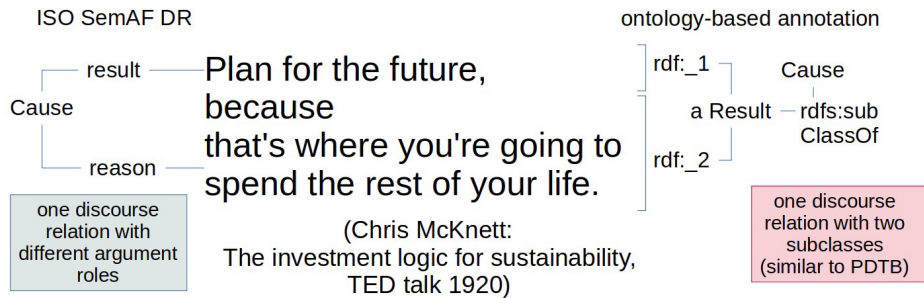 ISO SemAF DR
ontology-based annotation
result
Cause
reason
Plan for the future,
because
that's where you're going to
spend the rest of your life.
(Chris McKnett:
The investment logic for sustainability,
TED talk 1920)
rdf:_1
rdf:_2
a Result
Cause
rdfs:sub
ClassOf
one discourse
relation with
different argument
roles
one discourse
relation with two
subclasses
(similar to PDTB)